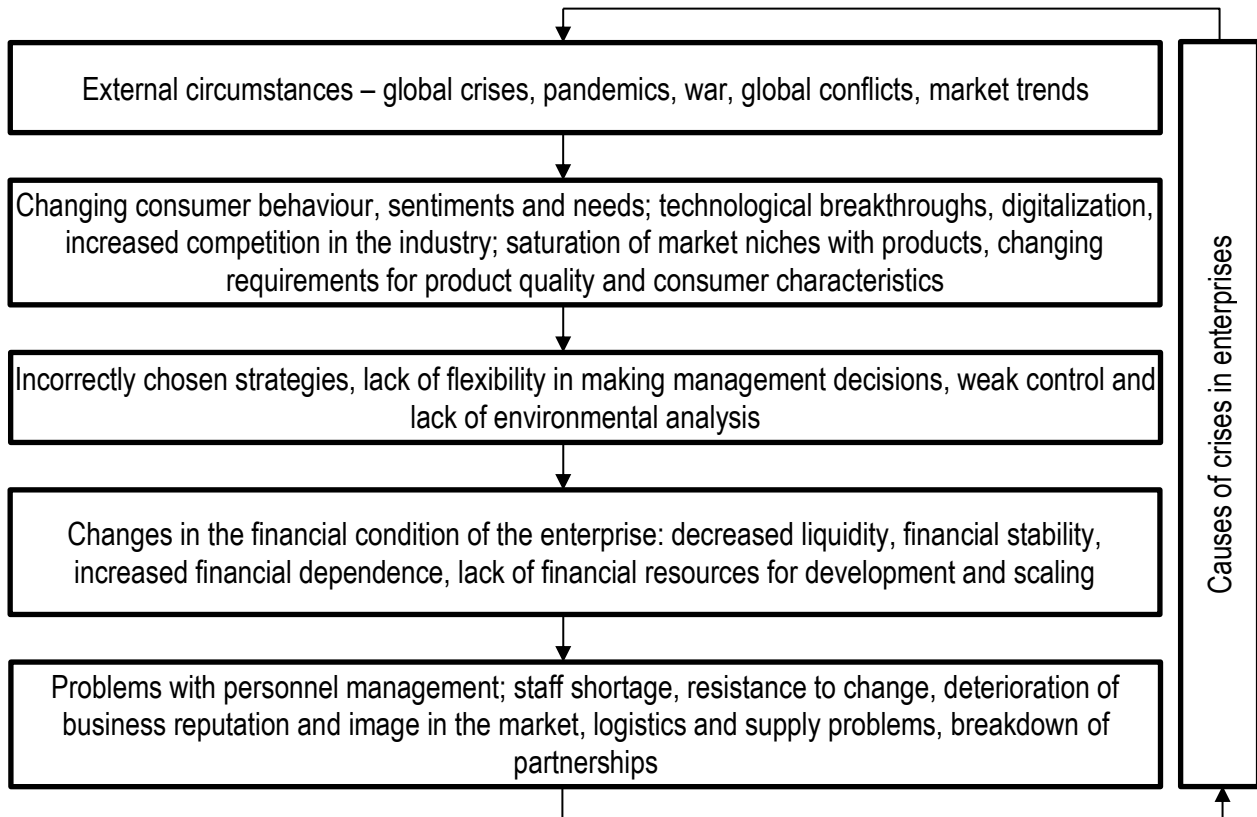 External circumstances – global crises, pandemics, war, global conflicts, market trends
Changing consumer behaviour, sentiments and needs; technological breakthroughs, digitalization,
increased competition in the industry; saturation of market niches with products, changing
requirements for product quality and consumer characteristics
Incorrectly chosen strategies, lack of flexibility in making management decisions, weak control and
lack of environmental analysis
Changes in the financial condition of the enterprise: decreased liquidity, financial stability,
increased financial dependence, lack of financial resources for development and scaling
Problems with personnel management; staff shortage, resistance to change, deterioration of
business reputation and image in the market, logistics and supply problems, breakdown of
partnerships
Causes of crises in enterprises